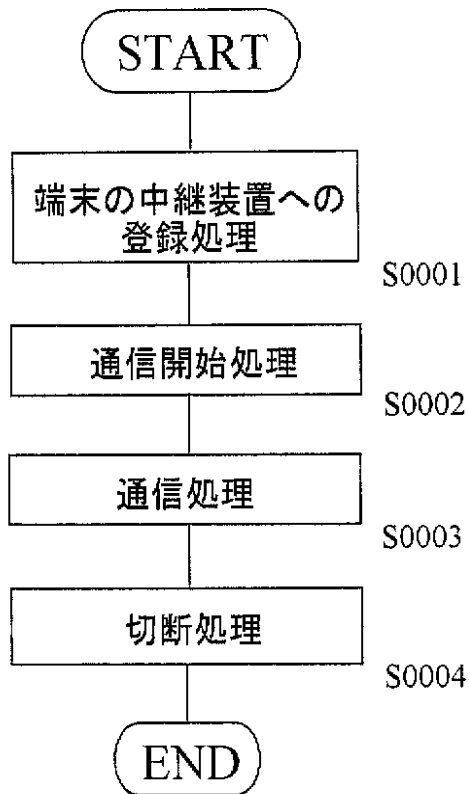 START
端末の中継装置への
登録処理
S0001
通信開始処理
S0002
通信処理
S0003
切断処理
S0004
END